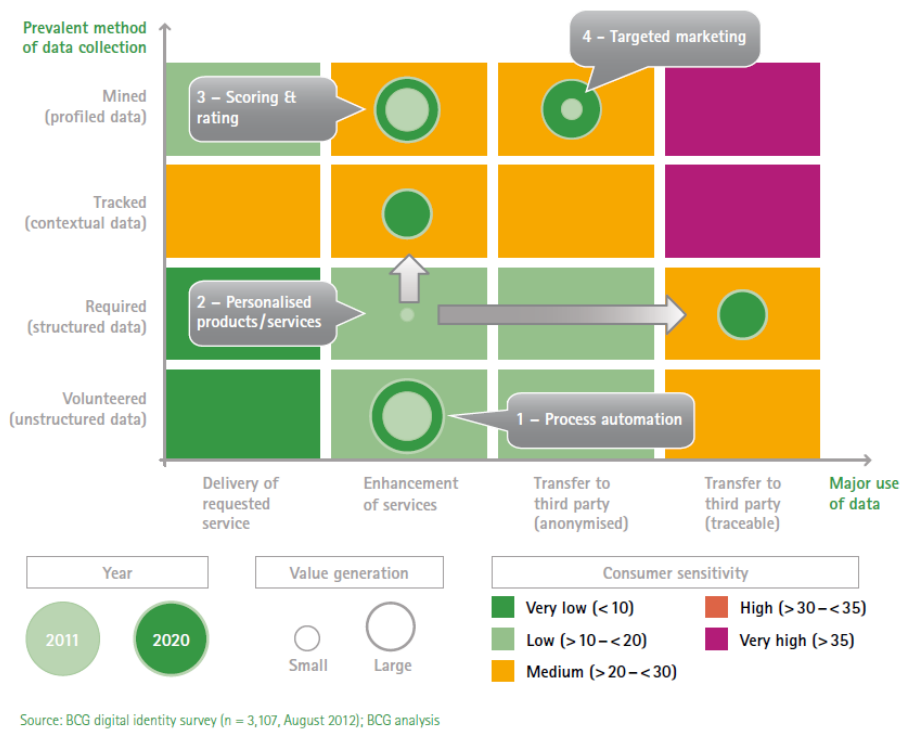 Prevalent method
of data collection
4 – Targeted marketing
Mined
(profiled data)
3 – Scoring &
rating
Tracked
(contextual data)
Required
(structured data)
2 – Personalised
products/services
Volunteered
(unstructured data)
1 – Process automation
Delivery of
requested
service
Enhancement
of services
Transfer to
third party
(anonymised)
Transfer to
third party
(traceable)
Major use
of data
Year
Value generation
Consumer sensitivity
2011
2020
Small
Large
Very low (<10)
Low (>10–<20)
Medium (>20–<30)
High (>30–<35)
Very high (>35)
Source: BCG digital identity survey (n = 3,107, August 2012); BCG analysis